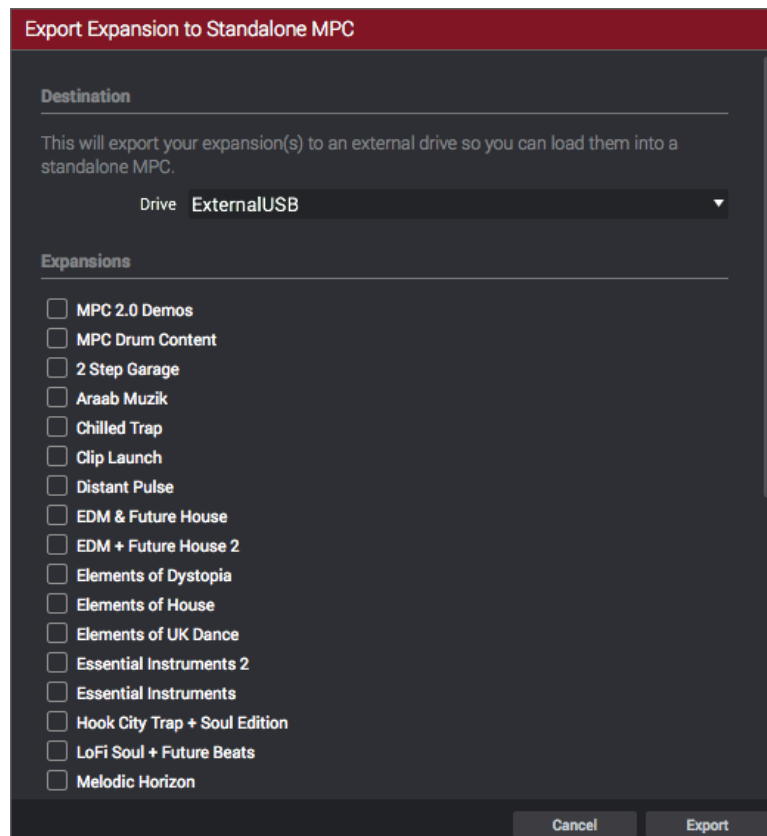 Export Expansion to Standalone MPC
Destination
This will export your expansion(s) to an external drive so you can load them into a
standalone MPC.
Drive ExternalUSB
Expansions
MPC 2.0 Demos
MPC Drum Content
2 Step Garage
Araab Muzik
Chilled Trap
Clip Launch
Distant Pulse
EDM & Future House
EDM + Future House 2
Elements of Dystopia
Elements of House
Elements of UK Dance
Essential Instruments 2
Essential Instruments
Hook City Trap + Soul Edition
LoFi Soul + Future Beats
Melodic Horizon
Cancel Export